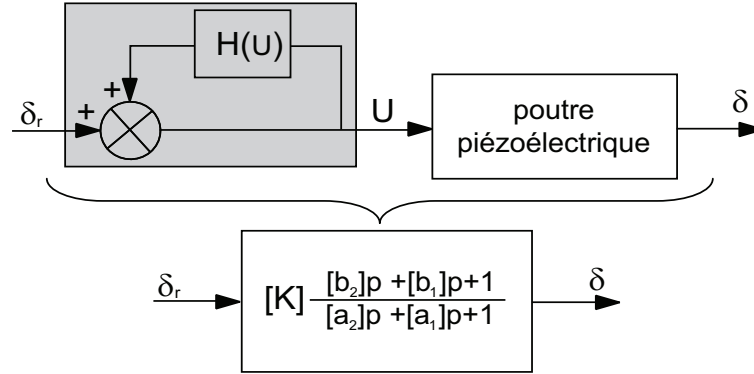 H(U)
+
+
δr
U
poutre
piézoélectrique
δ
δr
[K] [b₂]p +[b₁]p+1
[a₂]p +[a₁]p+1
δ